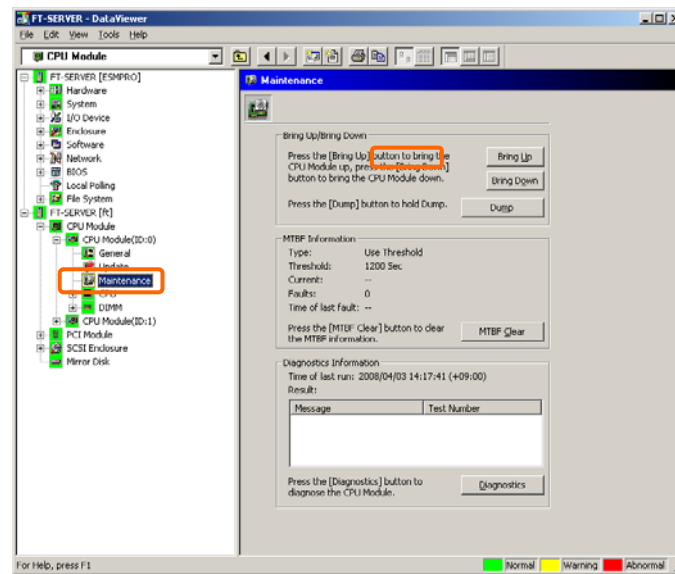 FT-SERVER - DataViewer
File Edit View Tools Help
CPU Module
FT-SERVER [ESMPRO]
Hardware
System
I/O Device
Enclosure
Software
Network
BIOS
Local Polling
File System
FT-SERVER [ft]
CPU Module
CPU Module(ID:0)
General
Update
Maintenance
CPU
DIMM
CPU Module(ID:1)
PCI Module
SCSI Enclosure
Mirror Disk
Maintenance
Bring Up/Bring Down
Press the [Bring Up] button to bring the
CPU Module up, press the [Bring Down]
button to bring the CPU Module down.
Bring Up
Bring Down
Press the [Dump] button to hold Dump.
Dump
MTBF Information
Type: Use Threshold
Threshold: 1200 Sec
Current: --
Faults: 0
Time of last fault: --
Press the [MTBF Clear] button to clear
the MTBF information.
MTBF Clear
Diagnostics Information
Time of last run: 2008/04/03 14:17:41 (+09:00)
Result:
Message Test Number
Press the [Diagnostics] button to
diagnose the CPU Module.
Diagnostics
For Help, press F1
Normal Warning Abnormal